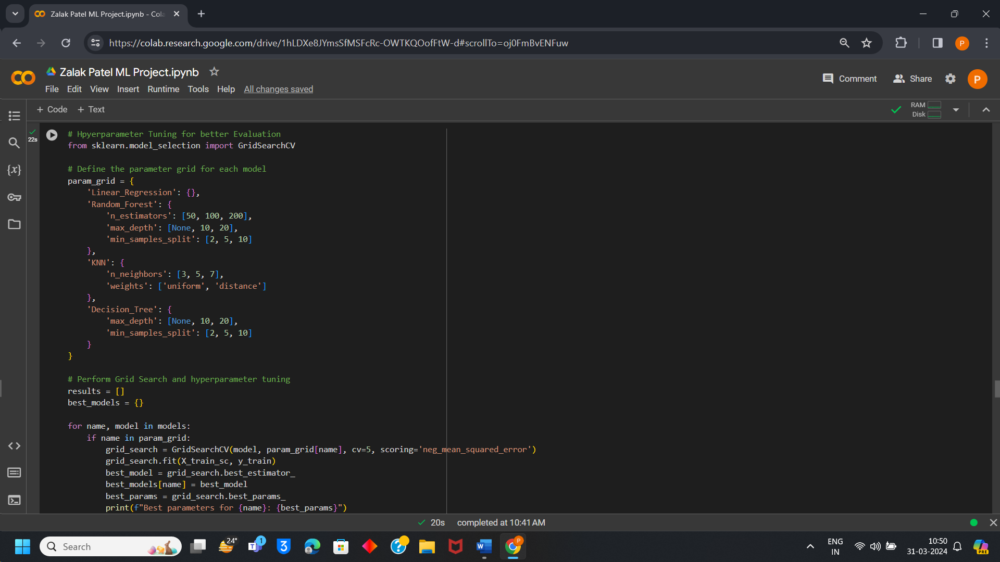 Zalak Patel ML Project.ipynb - Cola
https://colab.research.google.com/drive/1hLDXe8JYmsSfMSFcRc-OWTKQOofFtW-d#scrollTo=oj0FmBvENFuw
P
Zalak Patel ML Project.ipynb
Comment Share P
File Edit View Insert Runtime Tools Help All changes saved
+ Code + Text
RAM
Disk
22s
# Hpyerparameter Tuning for better Evaluation
from sklearn.model_selection import GridSearchCV
# Define the parameter grid for each model
param_grid = {
    'Linear_Regression': {},
    'Random_Forest': {
        'n_estimators': [50, 100, 200],
        'max_depth': [None, 10, 20],
        'min_samples_split': [2, 5, 10]
    },
    'KNN': {
        'n_neighbors': [3, 5, 7],
        'weights': ['uniform', 'distance']
    },
    'Decision_Tree': {
        'max_depth': [None, 10, 20],
        'min_samples_split': [2, 5, 10]
    }
}
# Perform Grid Search and hyperparameter tuning
results = []
best_models = {}
for name, model in models:
    if name in param_grid:
        grid_search = GridSearchCV(model, param_grid[name], cv=5, scoring='neg_mean_squared_error')
        grid_search.fit(X_train_sc, y_train)
        best_model = grid_search.best_estimator_
        best_models[name] = best_model
        best_params = grid_search.best_params_
        print(f"Best parameters for {name}: {best_params}")
{x}
20s completed at 10:41 AM
Search
24°
T 1
3
?
W
P
ENG
IN
10:50
31-03-2024
PRE